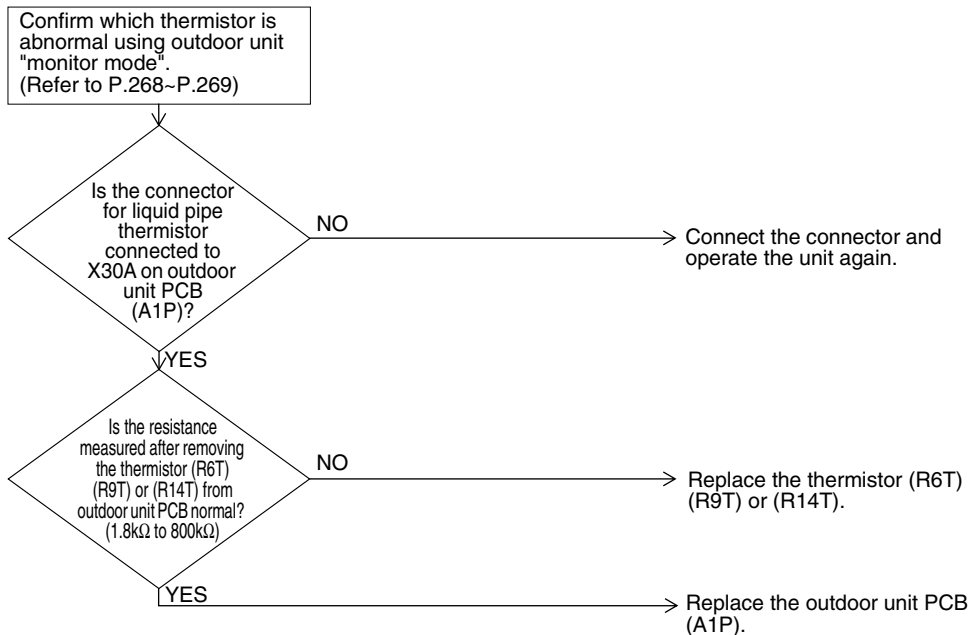 Confirm which thermistor is
abnormal using outdoor unit
"monitor mode".
(Refer to P.268~P.269)
Is the connector
for liquid pipe
thermistor
connected to
X30A on outdoor
unit PCB
(A1P)?
NO
Connect the connector and
operate the unit again.
YES
Is the resistance
measured after removing
the thermistor (R6T)
(R9T) or (R14T) from
outdoor unit PCB normal?
(1.8kΩ to 800kΩ)
NO
Replace the thermistor (R6T)
(R9T) or (R14T).
YES
Replace the outdoor unit PCB
(A1P).